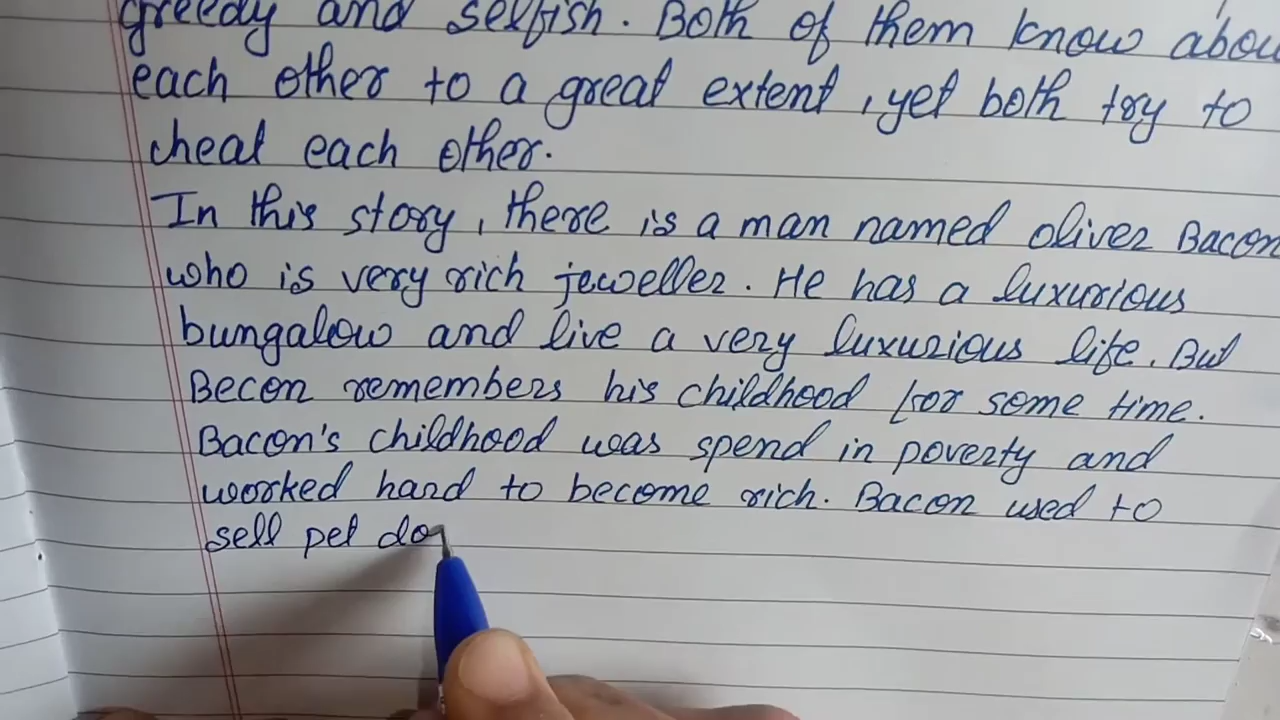 greedy and selfish. Both of them know abou
each other to a great extent, yet both try to
cheat each other.
In this story, there is a man named oliver Bacon
who is very rich jeweller. He has a luxurious
bungalow and live a very luxurious life. But
Becon remembers his childhood for some time.
Bacon's childhood was spend in poverty and
worked hard to become rich. Bacon used to
sell pet do